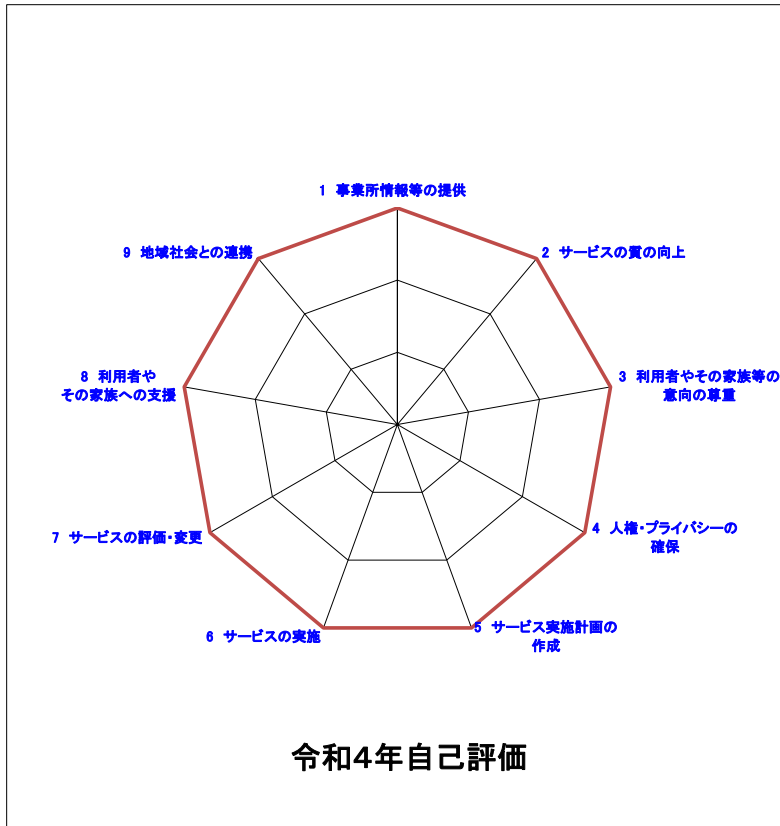 1 事業所情報等の提供
2 サービスの質の向上
3 利用者やその家族等の
意向の尊重
4 人権・プライバシーの
確保
5 サービス実施計画の
作成
6 サービスの実施
7 サービスの評価・変更
8 利用者や
その家族への支援
9 地域社会との連携
令和4年自己評価